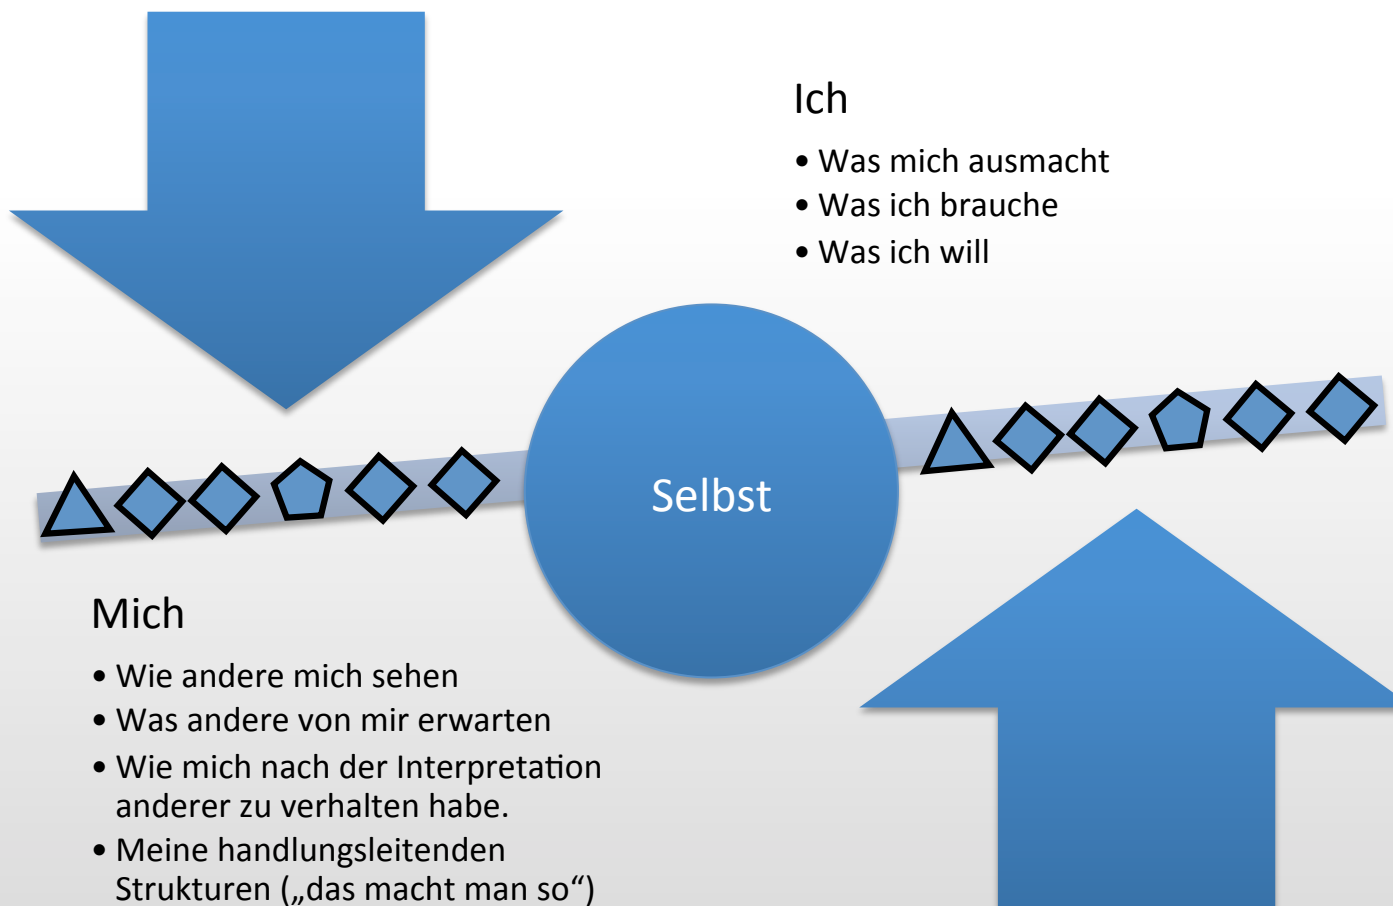 Ich
• Was mich ausmacht
• Was ich brauche
• Was ich will
Selbst
Mich
• Wie andere mich sehen
• Was andere von mir erwarten
• Wie mich nach der Interpretation
anderer zu verhalten habe.
• Meine handlungsleitenden
Strukturen („das macht man so“)